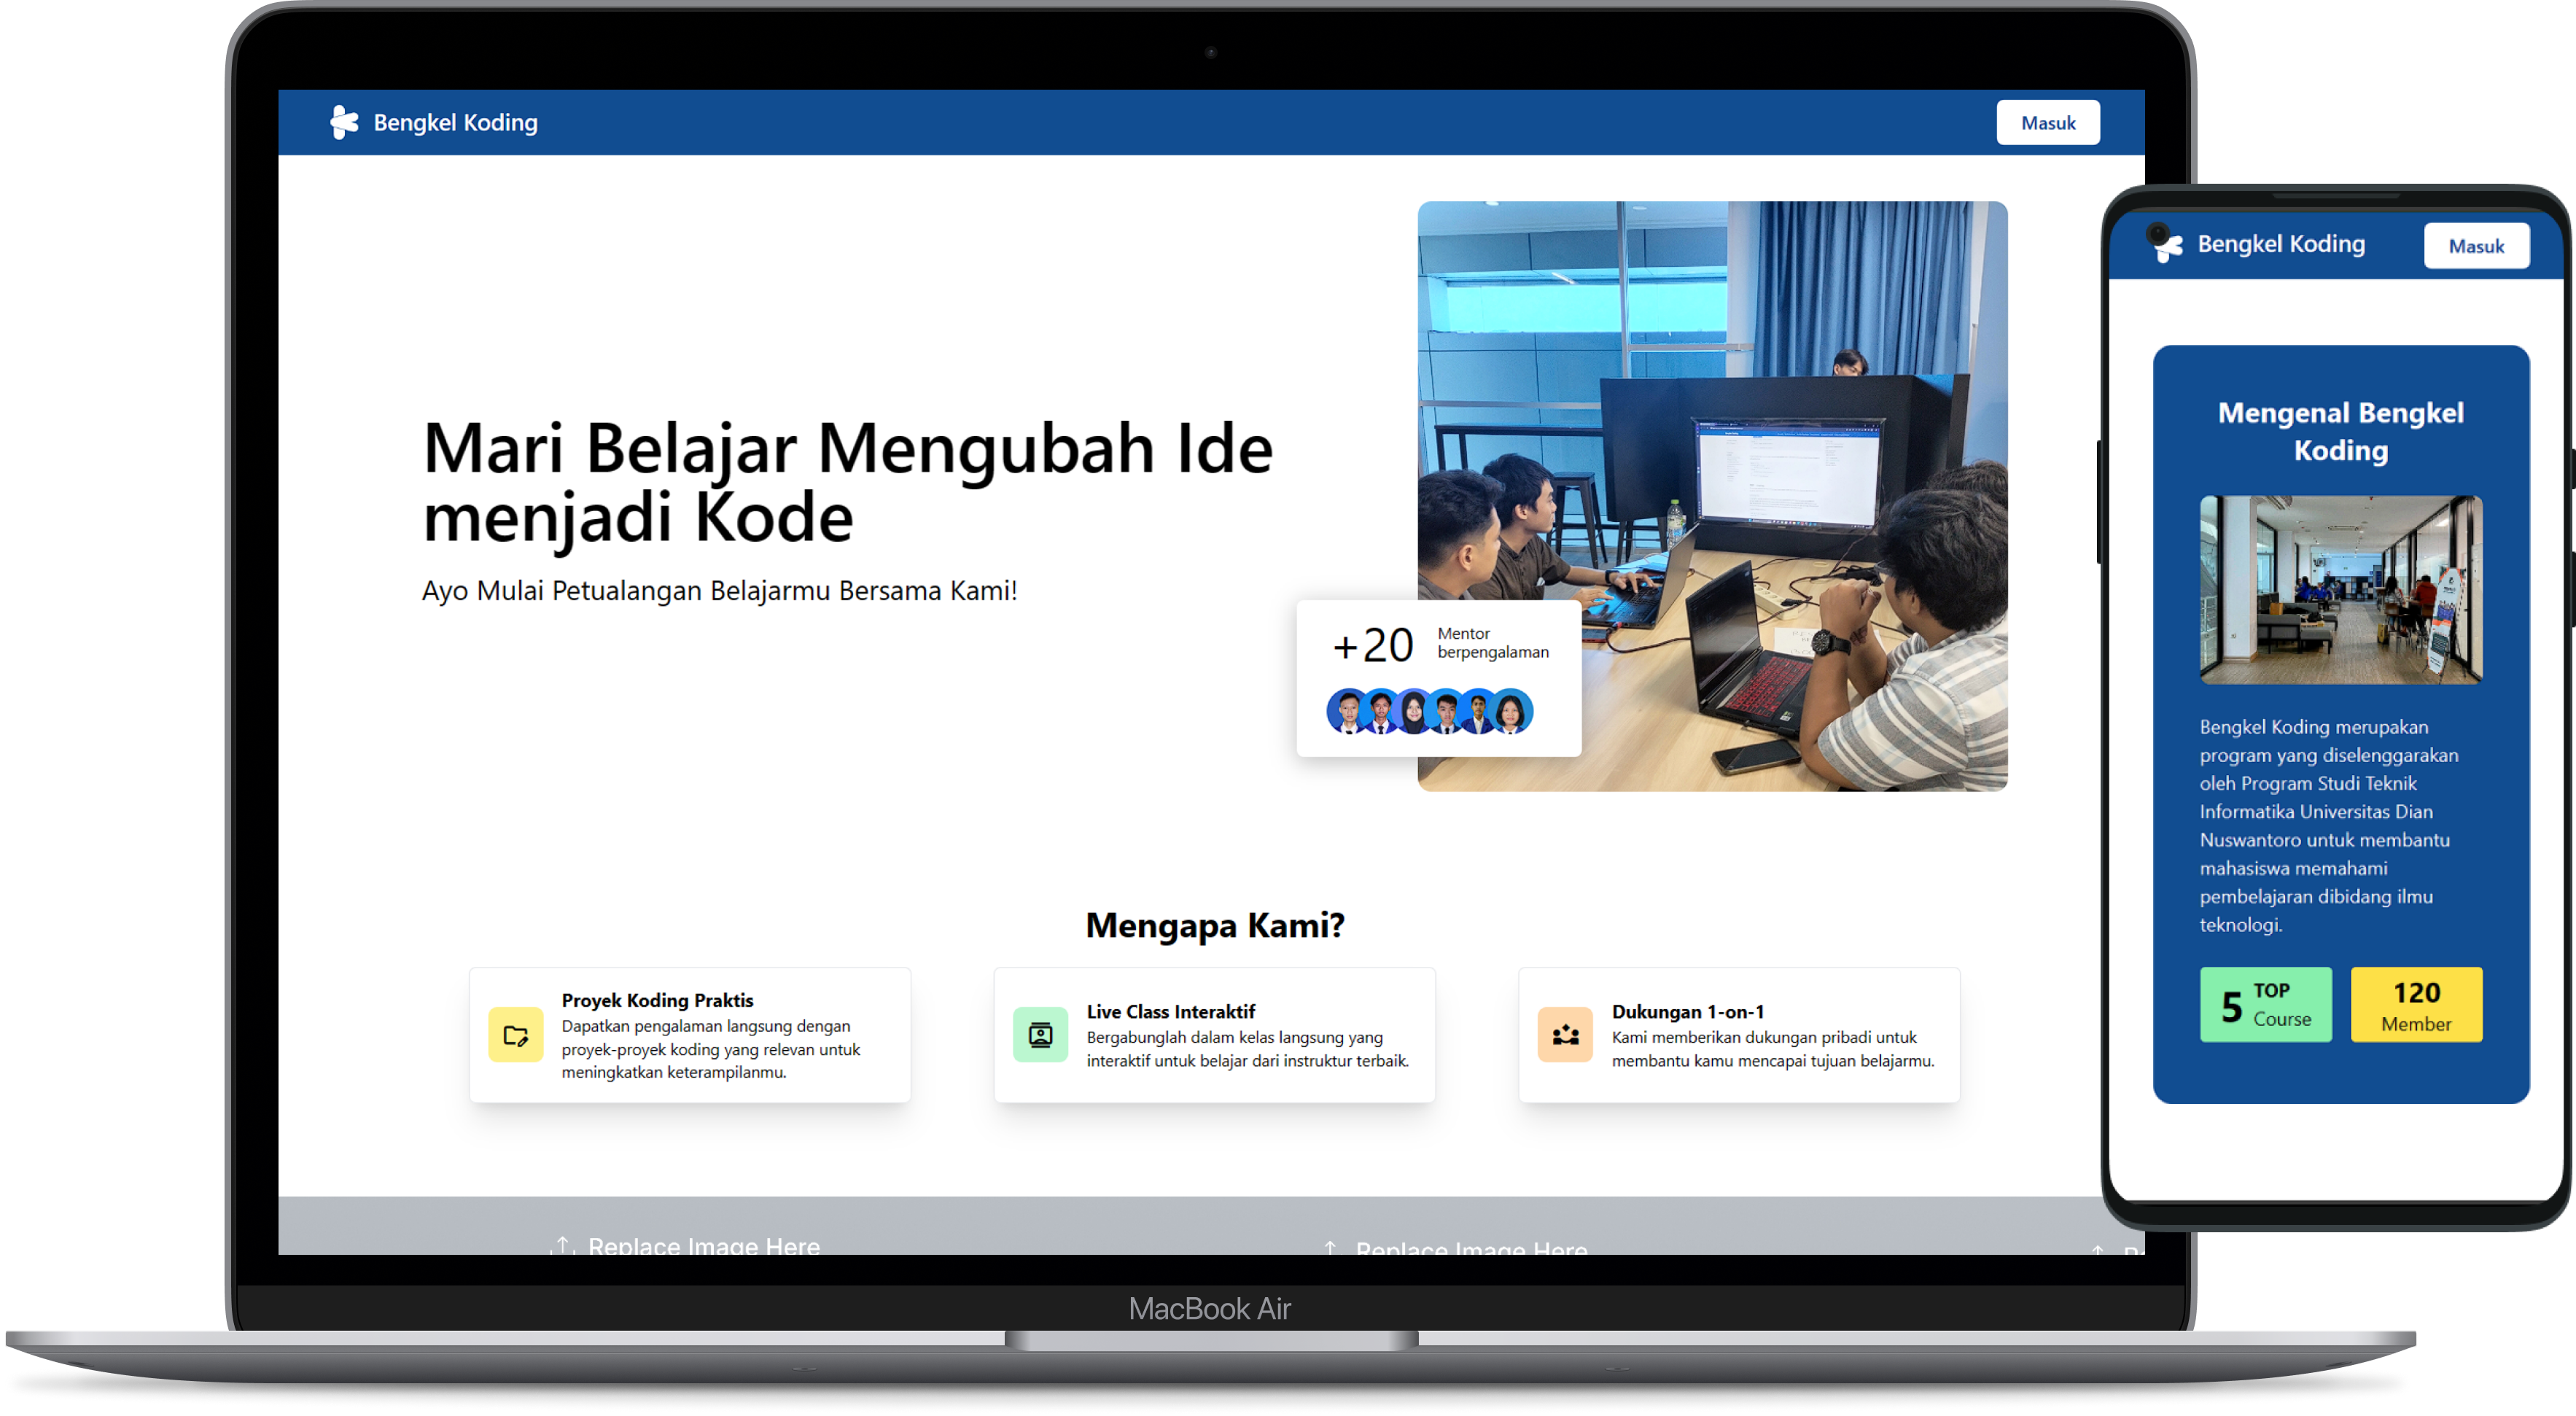 Bengkel Koding
Masuk
Mari Belajar Mengubah Ide
menjadi Kode
Ayo Mulai Petualangan Belajarmu Bersama Kami!
+20
Mentor
berpengalaman
Mengapa Kami?
Proyek Koding Praktis
Dapatkan pengalaman langsung dengan
proyek-proyek koding yang relevan untuk
meningkatkan keterampilanmu.
Live Class Interaktif
Bergabunglah dalam kelas langsung yang
interaktif untuk belajar dari instruktur terbaik.
Dukungan 1-on-1
Kami memberikan dukungan pribadi untuk
membantu kamu mencapai tujuan belajarmu.
Replace Image Here
Replace Image Here
MacBook Air
Bengkel Koding
Masuk
Mengenal Bengkel
Koding
Bengkel Koding merupakan
program yang diselenggarakan
oleh Program Studi Teknik
Informatika Universitas Dian
Nuswantoro untuk membantu
mahasiswa memahami
pembelajaran dibidang ilmu
teknologi.
5 TOP
Course
120
Member